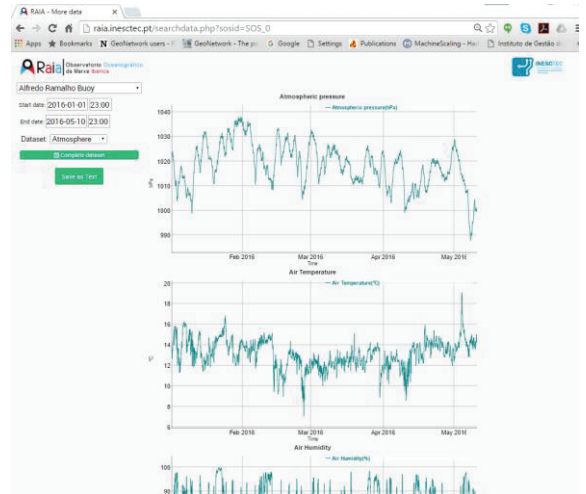 RAIA - More data
raia.inesctec.pt/searchdata.php?sosid=SOS_0
Apps Bookmarks GeoNetwork users - GeoNetwork - The po Google Settings Publications MachineScaling - Instituto de Gestão
Raia Observatorio Oceanográfico da Marxe Ibérica
INESCTEC
Alfredo Ramalho Buoy
Start date 2016-01-01 23:00
End date 2016-05-10 23:00
Dataset: Atmosphere
Complete dataset
Save as Text
Atmospheric pressure
Atmospheric pressure(hPa)
1040
1030
1020
1010
1000
990
hPa
Feb 2016 Mar 2016 Apr 2016 May 2016
Time
Air Temperature
Air Temperature(°C)
20
18
16
14
12
10
8
6
°C
Feb 2016 Mar 2016 Apr 2016 May 2016
Time
Air Humidity
Air Humidity(%)
100
90